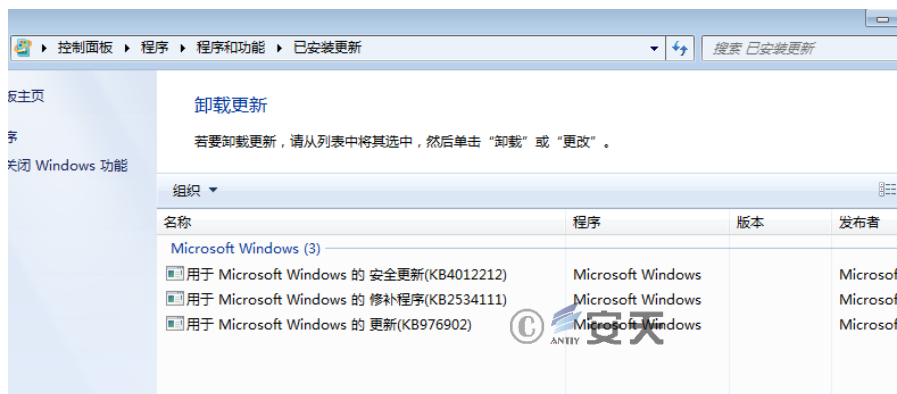 控制面板 程序 程序和功能 已安装更新 搜索 已安装更新
板主页
序
关闭 Windows 功能
卸载更新
若要卸载更新，请从列表中将其选中，然后单击“卸载”或“更改”。
组织
名称 程序 版本 发布者
Microsoft Windows (3)
用于 Microsoft Windows 的 安全更新(KB4012212) Microsoft Windows Microsof
用于 Microsoft Windows 的 修补程序(KB2534111) Microsoft Windows Microsof
用于 Microsoft Windows 的 更新(KB976902) Microsoft Windows Microsof
© ANTIY 安天